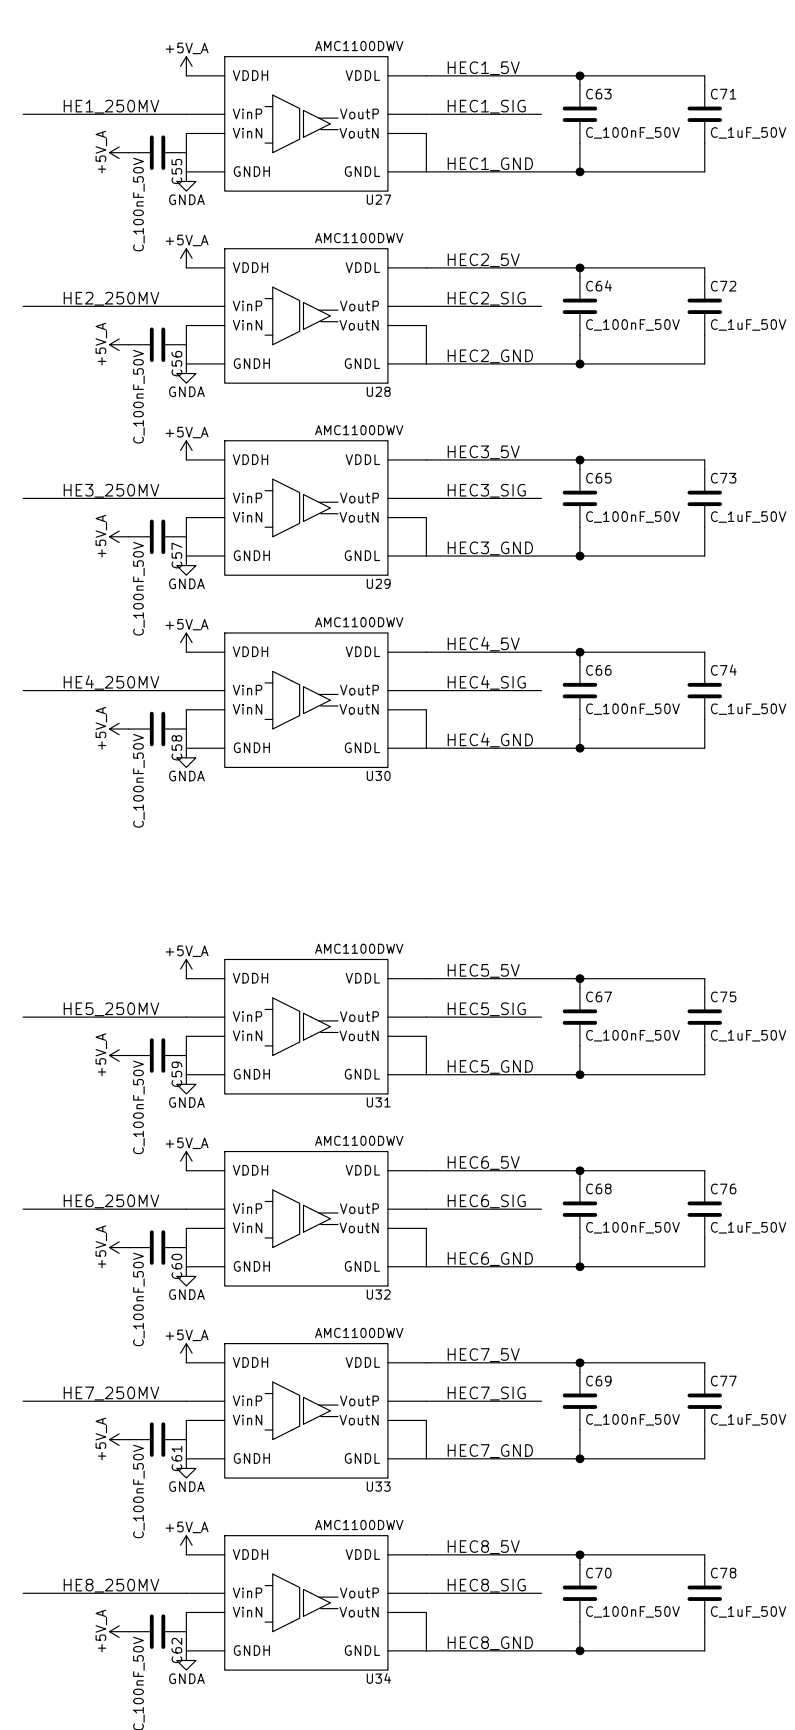 AMC1100DWV
+5V_A
VDDH
VDDL
HEC1_5V
HE1_250MV
VinP
VoutP
HEC1_SIG
C63
C71
VinN
VoutN
C_100nF_50V
C_1uF_50V
+5V_A
C_100nF_50V
C55
GNDH
GNDL
HEC1_GND
GNDA
U27
AMC1100DWV
+5V_A
VDDH
VDDL
HEC2_5V
HE2_250MV
VinP
VoutP
HEC2_SIG
C64
C72
VinN
VoutN
C_100nF_50V
C_1uF_50V
+5V_A
C_100nF_50V
C56
GNDH
GNDL
HEC2_GND
GNDA
U28
AMC1100DWV
+5V_A
VDDH
VDDL
HEC3_5V
HE3_250MV
VinP
VoutP
HEC3_SIG
C65
C73
VinN
VoutN
C_100nF_50V
C_1uF_50V
+5V_A
C_100nF_50V
C57
GNDH
GNDL
HEC3_GND
GNDA
U29
AMC1100DWV
+5V_A
VDDH
VDDL
HEC4_5V
HE4_250MV
VinP
VoutP
HEC4_SIG
C66
C74
VinN
VoutN
C_100nF_50V
C_1uF_50V
+5V_A
C_100nF_50V
C58
GNDH
GNDL
HEC4_GND
GNDA
U30
AMC1100DWV
+5V_A
VDDH
VDDL
HEC5_5V
HE5_250MV
VinP
VoutP
HEC5_SIG
C67
C75
VinN
VoutN
C_100nF_50V
C_1uF_50V
+5V_A
C_100nF_50V
C59
GNDH
GNDL
HEC5_GND
GNDA
U31
AMC1100DWV
+5V_A
VDDH
VDDL
HEC6_5V
HE6_250MV
VinP
VoutP
HEC6_SIG
C68
C76
VinN
VoutN
C_100nF_50V
C_1uF_50V
+5V_A
C_100nF_50V
C60
GNDH
GNDL
HEC6_GND
GNDA
U32
AMC1100DWV
+5V_A
VDDH
VDDL
HEC7_5V
HE7_250MV
VinP
VoutP
HEC7_SIG
C69
C77
VinN
VoutN
C_100nF_50V
C_1uF_50V
+5V_A
C_100nF_50V
C61
GNDH
GNDL
HEC7_GND
GNDA
U33
AMC1100DWV
+5V_A
VDDH
VDDL
HEC8_5V
HE8_250MV
VinP
VoutP
HEC8_SIG
C70
C78
VinN
VoutN
C_100nF_50V
C_1uF_50V
+5V_A
C_100nF_50V
C62
GNDH
GNDL
HEC8_GND
GNDA
U34